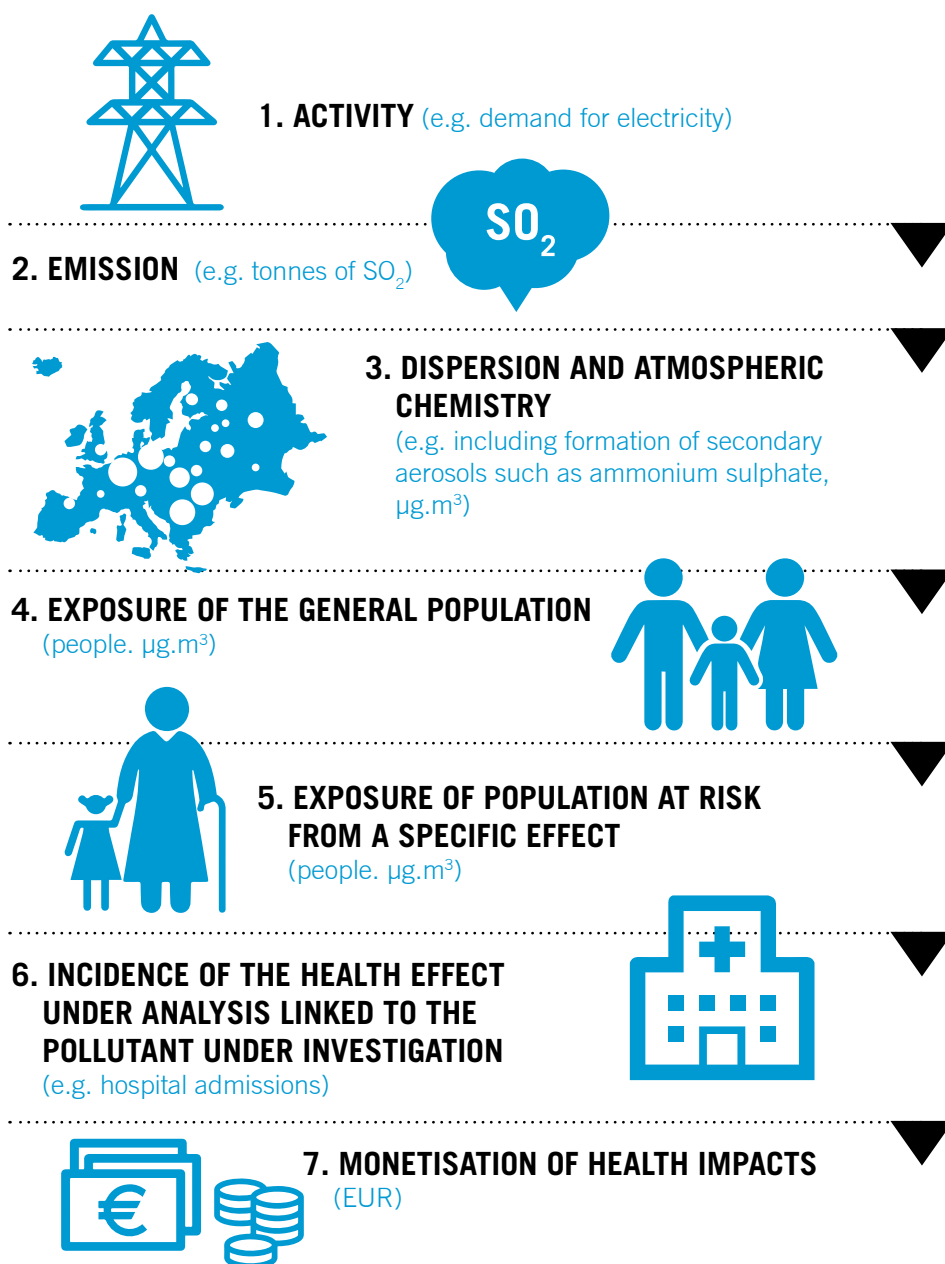 1. ACTIVITY (e.g. demand for electricity)
SO₂
2. EMISSION (e.g. tonnes of SO₂)
3. DISPERSION AND ATMOSPHERIC
CHEMISTRY
(e.g. including formation of secondary
aerosols such as ammonium sulphate,
µg.m³)
4. EXPOSURE OF THE GENERAL POPULATION
(people. µg.m³)
5. EXPOSURE OF POPULATION AT RISK
FROM A SPECIFIC EFFECT
(people. µg.m³)
6. INCIDENCE OF THE HEALTH EFFECT
UNDER ANALYSIS LINKED TO THE
POLLUTANT UNDER INVESTIGATION
(e.g. hospital admissions)
7. MONETISATION OF HEALTH IMPACTS
(EUR)
€